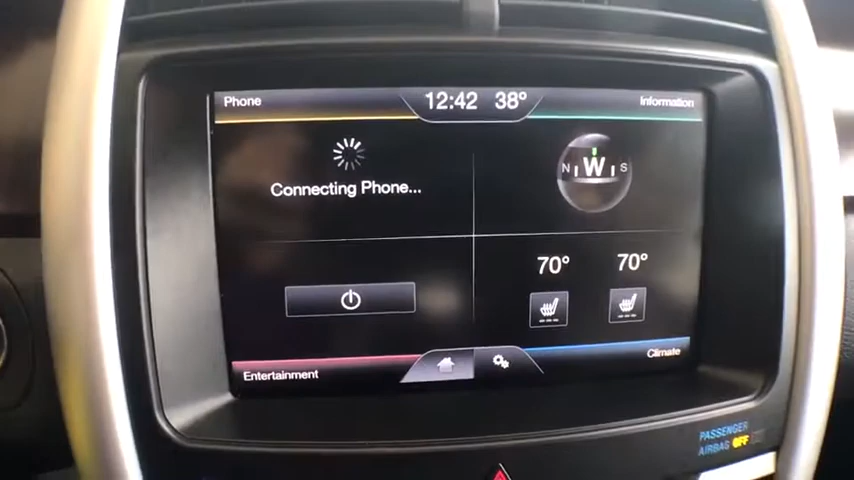 Phone
12:42 38°
Information
Connecting Phone...
N W S
70°
70°
Entertainment
Climate
PASSENGER
AIRBAG OFF